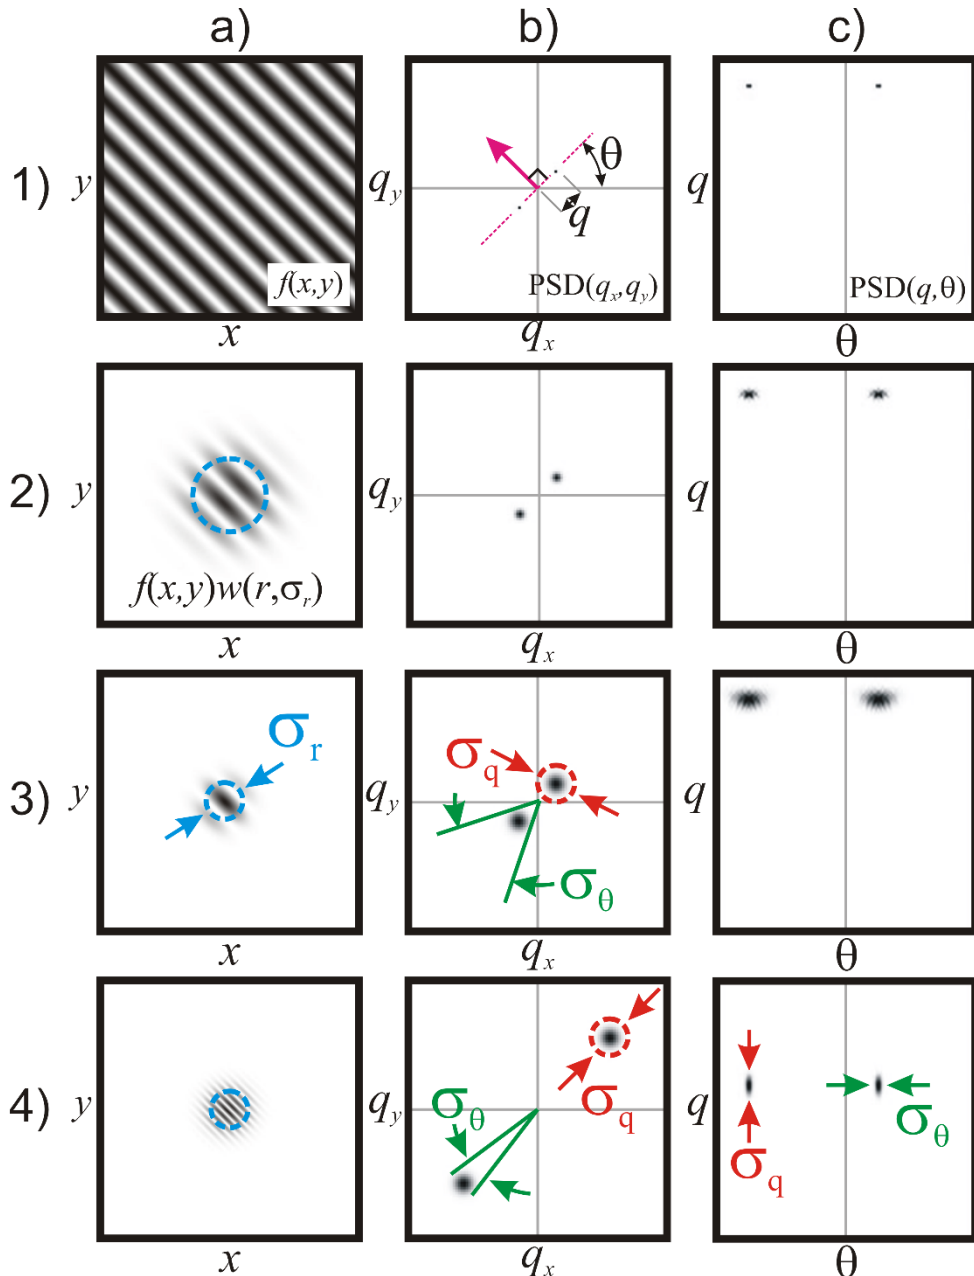 a) b) c)
1) y f(x,y) x
q_y θ q PSD(q_x,q_y) q_x
q PSD(q,θ) θ
2) y f(x,y)w(r,σ_r) x
q_y q_x
q θ
3) y σ_r x
q_y σ_q σ_θ q_x
q θ
4) y x
q_y σ_θ σ_q q_x
q σ_q σ_θ θ